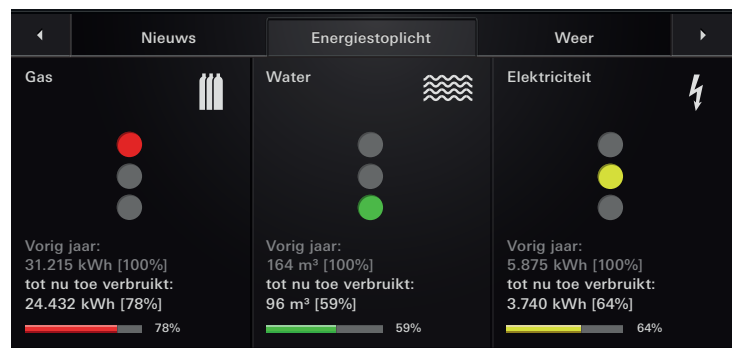 Nieuws
Energiestoplicht
Weer
Gas
Vorig jaar:
31.215 kWh [100%]
tot nu toe verbruikt:
24.432 kWh [78%]
78%
Water
Vorig jaar:
164 m³ [100%]
tot nu toe verbruikt:
96 m³ [59%]
59%
Elektriciteit
Vorig jaar:
5.875 kWh [100%]
tot nu toe verbruikt:
3.740 kWh [64%]
64%